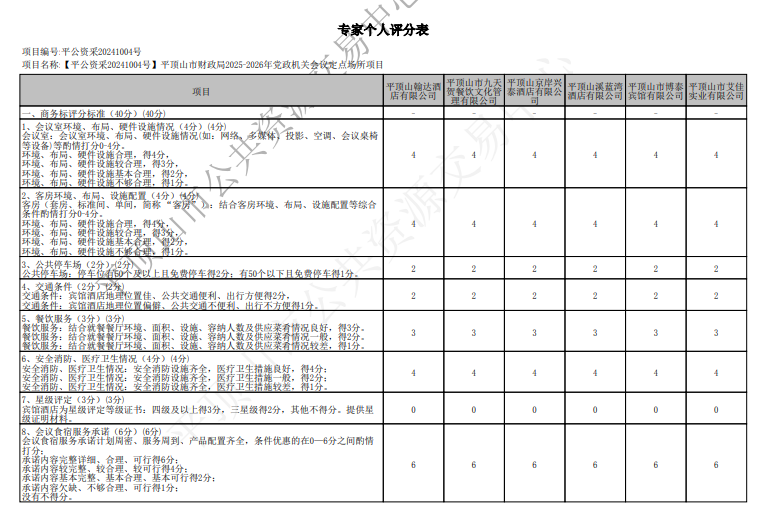 专家个人评分表
项目编号:平公资采20241004号
项目名称:【平公资采20241004号】平顶山市财政局2025-2026年党政机关会议定点场所项目
项目 平顶山翰达酒店有限公司 平顶山市九天贺餐饮文化管理有限公司 平顶山京岸兴泰酒店有限公司 平顶山溪蓝湾酒店有限公司 平顶山市博泰宾馆有限公司 平顶山市艾佳实业有限公司
一、商务标评分标准（40分）(40分) - - - - - -
1、会议室环境、布局、硬件设施情况（4分）(4分)
会议室：会议室环境、布局、硬件设施情况(如：网络、多媒体、投影、空调、会议桌椅
等设备)等酌情打分0-4分。
环境、布局、硬件设施合理，得4分，
环境、布局、硬件设施较合理，得3分，
环境、布局、硬件设施基本合理，得2分，
环境、布局、硬件设施不够合理，得1分。
4 4 4 4 4 4
2、客房环境、布局、设施配置（4分）(4分)
客房（套房、标准间、单间，简称“客房”）：结合客房环境、布局、设施配置等综合
条件酌情打分0-4分。
环境、布局、硬件设施合理，得4分，
环境、布局、硬件设施较合理，得3分，
环境、布局、硬件设施基本合理，得2分，
环境、布局、硬件设施不够合理，得1分。
4 4 4 4 4 4
3、公共停车场（2分）(2分)
公共停车场：停车位有50个及以上且免费停车得2分；有50个以下且免费停车得1分。
2 2 2 2 2 2
4、交通条件（2分）(2分)
交通条件：宾馆酒店地理位置佳、公共交通便利、出行方便得2分，
交通条件：宾馆酒店地理位置偏僻、公共交通不便利、出行不方便得1分。
2 2 2 2 2 2
5、餐饮服务（3分）(3分)
餐饮服务：结合就餐餐厅环境、面积、设施、容纳人数及供应菜肴情况良好，得3分。
餐饮服务：结合就餐餐厅环境、面积、设施、容纳人数及供应菜肴情况一般，得2分。
餐饮服务：结合就餐餐厅环境、面积、设施、容纳人数及供应菜肴情况较差，得1分。
3 3 3 3 3 3
6、安全消防、医疗卫生情况（4分）(4分)
安全消防、医疗卫生情况：安全消防设施齐全，医疗卫生措施良好，得4分；
安全消防、医疗卫生情况：安全消防设施齐全，医疗卫生措施一般，得2分；
安全消防、医疗卫生情况：安全消防设施齐全，医疗卫生措施较差，得1分。
4 4 4 4 4 4
7、星级评定（3分）(3分)
宾馆酒店为星级评定等级证书：四级及以上得3分，三星级得2分，其他不得分。提供星
级证明材料。
0 0 0 0 0 0
8、会议食宿服务承诺（6分）(6分)
会议食宿服务承诺计划周密、服务周到、产品配置齐全，条件优惠的在0—6分之间酌情
打分；
承诺内容完整详细、合理、可行得6分；
承诺内容较完整、较合理、较可行得4分；
承诺内容基本完整、基本合理、基本可行得2分；
承诺内容欠缺、不够合理、可行得1分；
没有不得分。
6 6 6 6 6 6
平顶山市公共资源交易中心
平顶山市公共资源交易中心